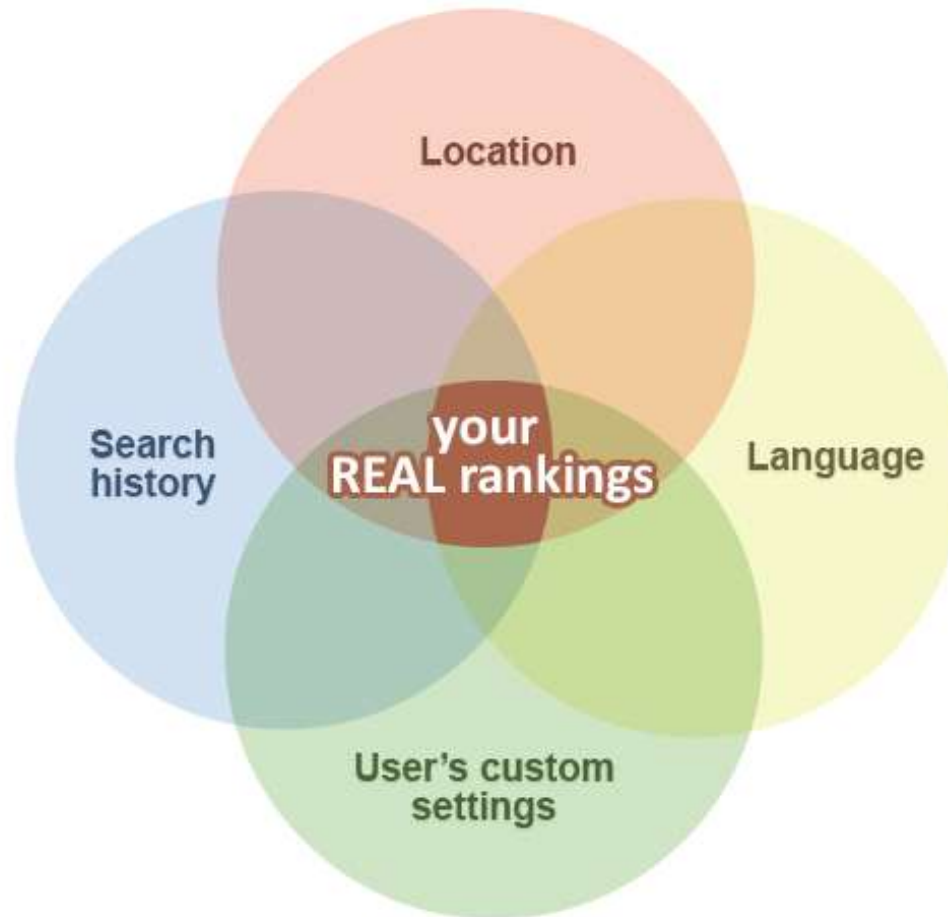 Location
Search
history
your
REAL rankings
Language
User’s custom
settings